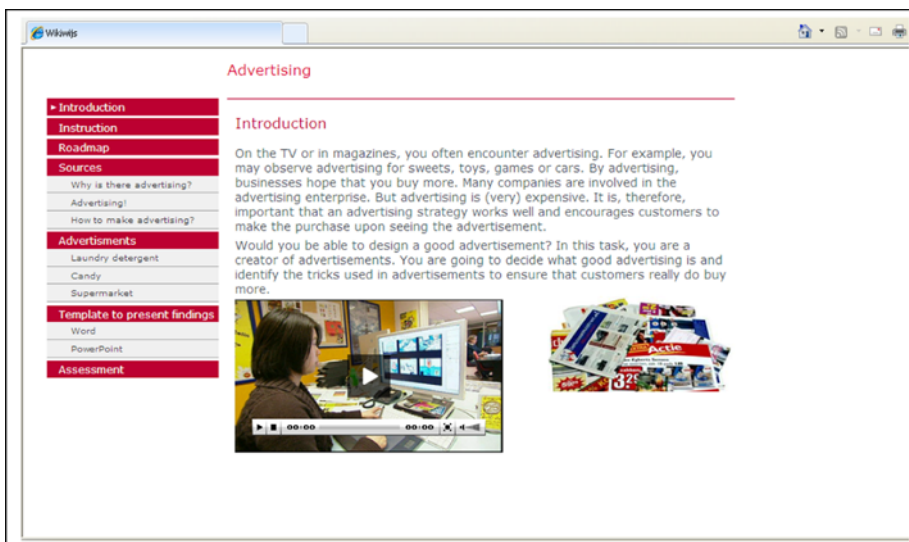 Wikiwijs
Advertising
Introduction
Instruction
Roadmap
Sources
Why is there advertising?
Advertising!
How to make advertising?
Advertisments
Laundry detergent
Candy
Supermarket
Template to present findings
Word
PowerPoint
Assessment
Introduction
On the TV or in magazines, you often encounter advertising. For example, you
may observe advertising for sweets, toys, games or cars. By advertising,
businesses hope that you buy more. Many companies are involved in the
advertising enterprise. But advertising is (very) expensive. It is, therefore,
important that an advertising strategy works well and encourages customers to
make the purchase upon seeing the advertisement.
Would you be able to design a good advertisement? In this task, you are a
creator of advertisements. You are going to decide what good advertising is and
identify the tricks used in advertisements to ensure that customers really do buy
more.
00:00
00:00
Actie